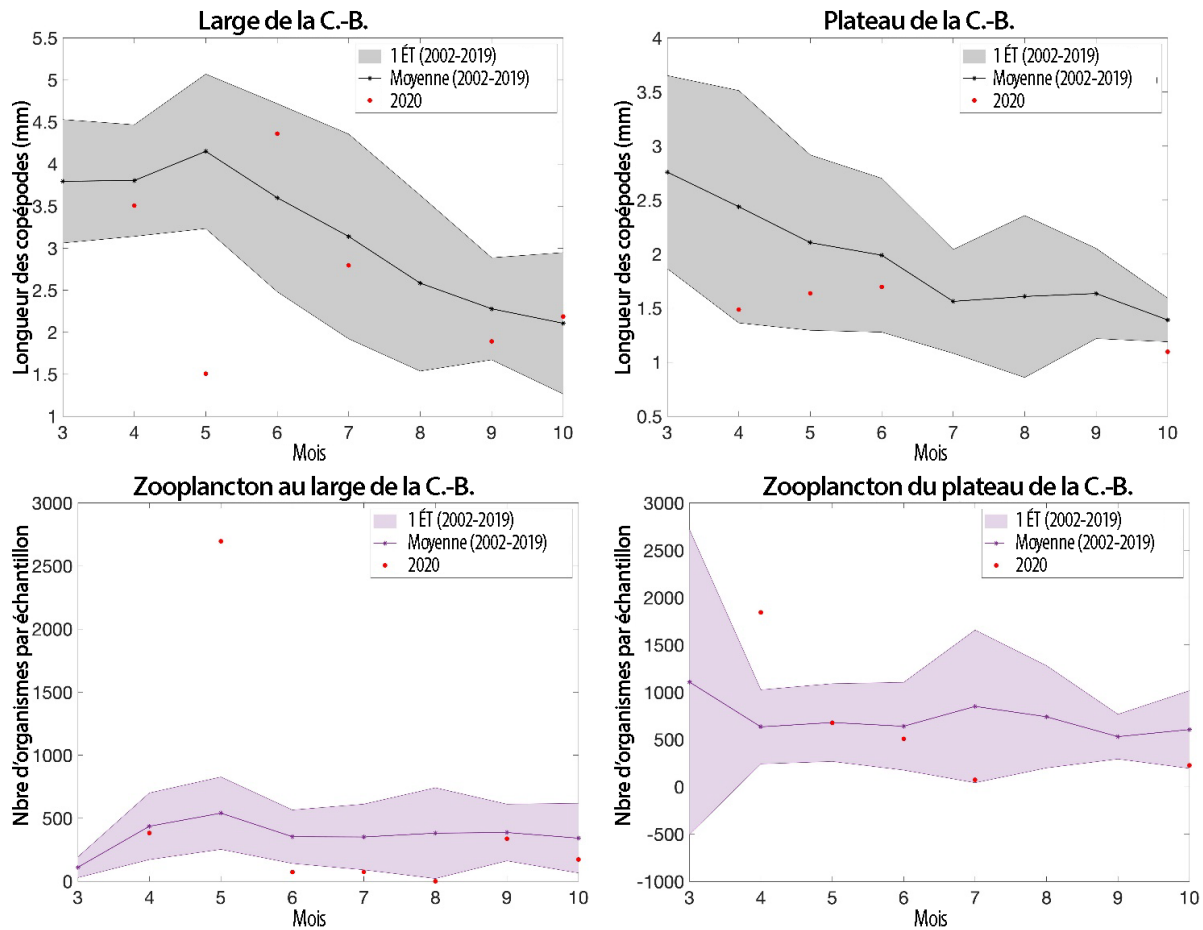 Large de la C.-B.
5.5
5
4.5
4
3.5
3
2.5
2
1.5
1
Longueur des copépodes (mm)
1 ÉT (2002-2019)
Moyenne (2002-2019)
2020
3 4 5 6 7 8 9 10
Mois
Plateau de la C.-B.
4
3.5
3
2.5
2
1.5
1
0.5
Longueur des copépodes (mm)
1 ÉT (2002-2019)
Moyenne (2002-2019)
2020
3 4 5 6 7 8 9 10
Mois
Zooplancton au large de la C.-B.
3000
2500
2000
1500
1000
500
0
Nbre d'organismes par échantillon
1 ÉT (2002-2019)
Moyenne (2002-2019)
2020
3 4 5 6 7 8 9 10
Mois
Zooplancton du plateau de la C.-B.
3000
2500
2000
1500
1000
500
0
-500
-1000
Nbre d'organismes par échantillon
1 ÉT (2002-2019)
Moyenne (2002-2019)
2020
3 4 5 6 7 8 9 10
Mois